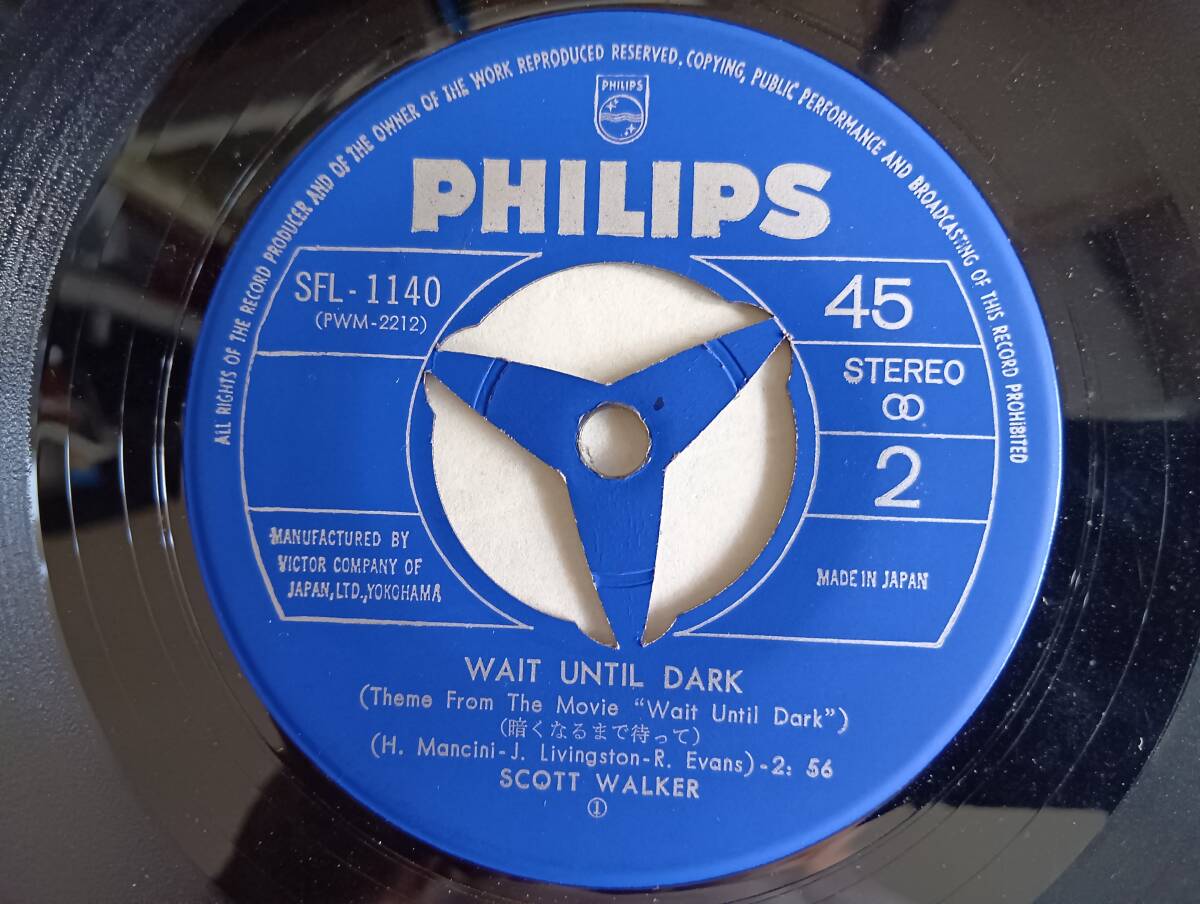 ALL RIGHTS OF THE RECORD PRODUCER AND OF THE OWNER OF THE WORK REPRODUCED RESERVED. COPYING, PUBLIC PERFORMANCE AND BROADCASTING OF THIS RECORD PROHIBITED
PHILIPS
PHILIPS
SFL-1140
(PWM-2212)
45
STEREO
2
MANUFACTURED BY
VICTOR COMPANY OF
JAPAN,LTD.,YOKOHAMA
MADE IN JAPAN
WAIT UNTIL DARK
(Theme From The Movie "Wait Until Dark")
(暗くなるまで待って)
(H. Mancini-J. Livingston-R. Evans)-2: 56
SCOTT WALKER
①